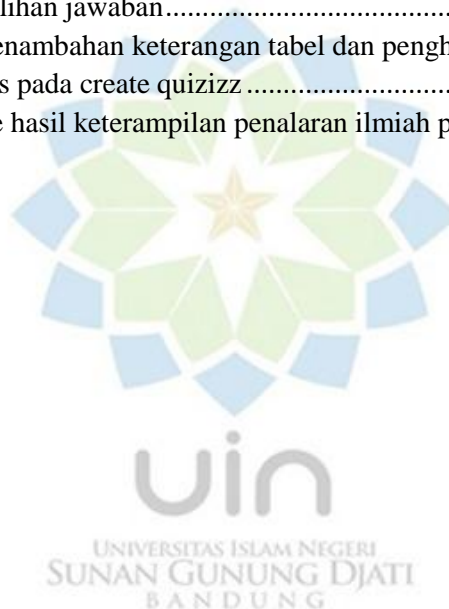 lihan jawaban........................................
enambahan keterangan tabel dan pengh
s pada create quizizz................................
e hasil keterampilan penalaran ilmiah p
uin
UNIVERSITAS ISLAM NEGERI
SUNAN GUNUNG DJATI
BANDUNG